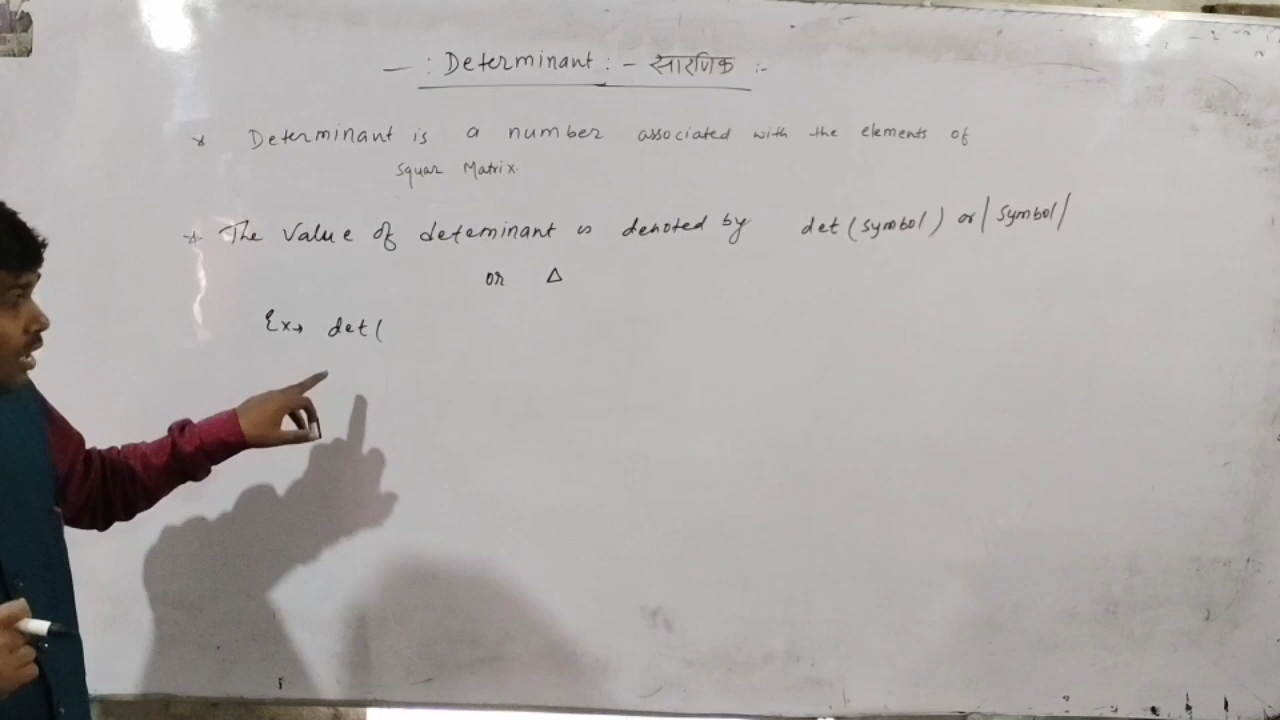 — : Determinant : - सारणिक :-
* Determinant is a number associated with the elements of
Squar Matrix.
* The Value of deteminant is denoted by det (symbol) or |symbol|
or Δ
Ex→ det (